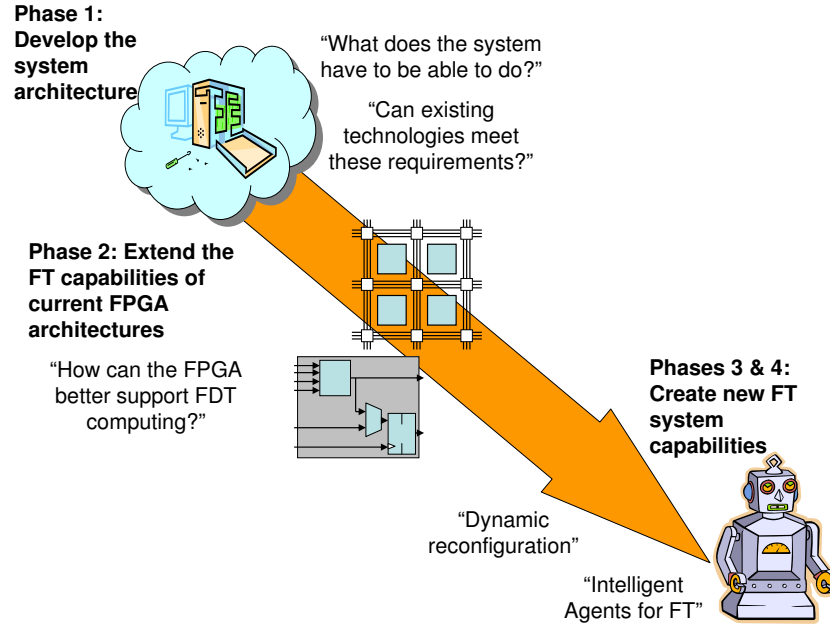 Phase 1:
Develop the
system
architecture
“What does the system
have to be able to do?”
“Can existing
technologies meet
these requirements?”
Phase 2: Extend the
FT capabilities of
current FPGA
architectures
“How can the FPGA
better support FDT
computing?”
Phases 3 & 4:
Create new FT
system
capabilities
“Dynamic
reconfiguration”
“Intelligent
Agents for FT”